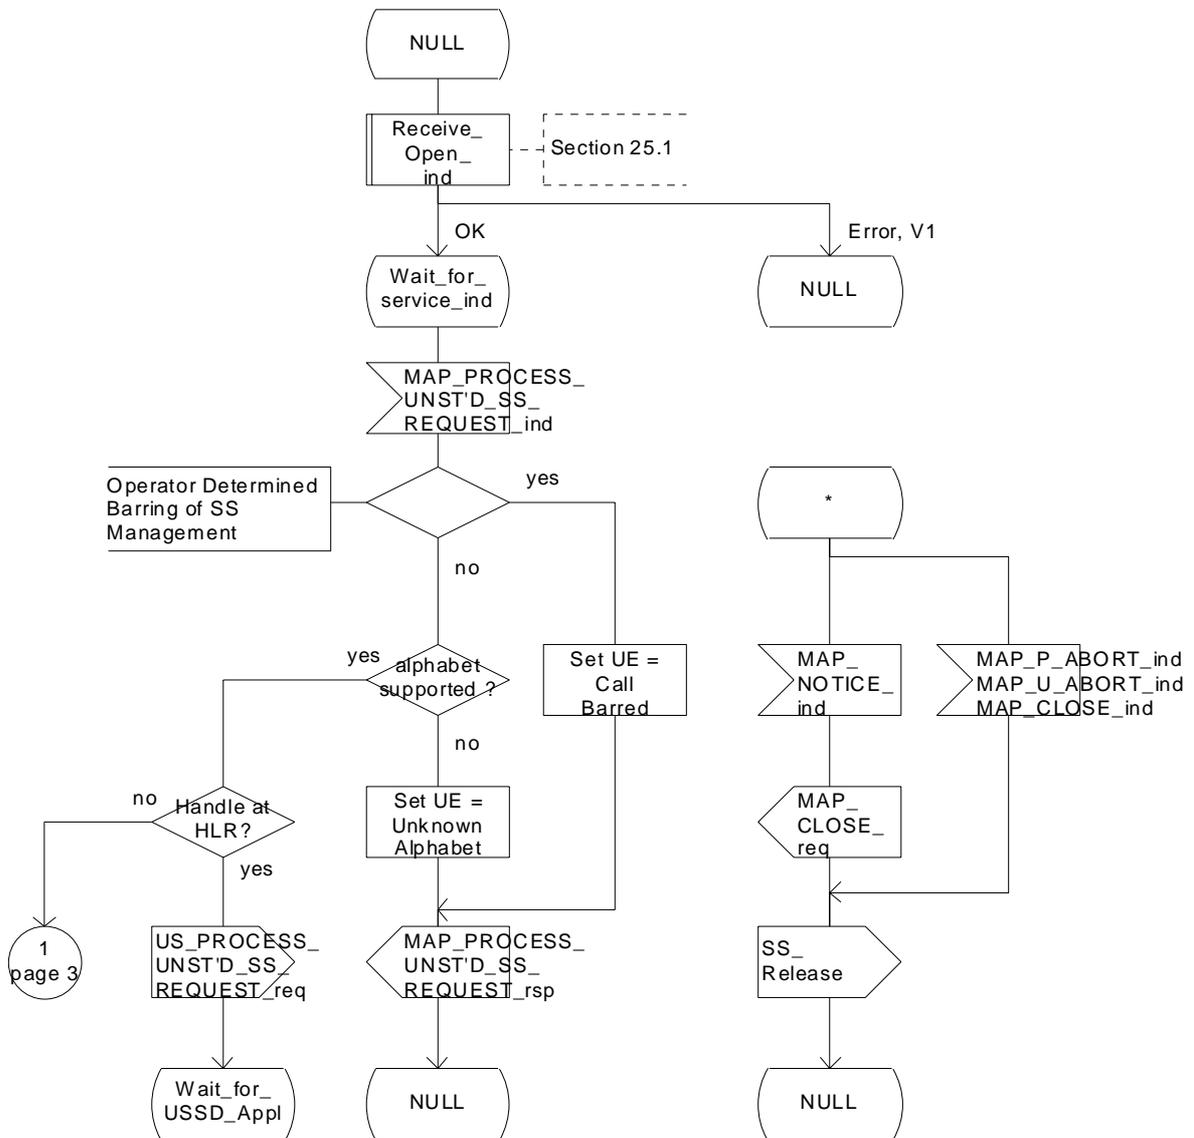 NULL
Receive_
Open_
ind
Section 25.1
OK
Error, V1
Wait_for_
service_ind
NULL
MAP_PROCESS_
UNST'D_SS_
REQUEST_ind
Operator Determined
Barring of SS
Management
yes
*
no
yes
alphabet
supported ?
Set UE =
Call
Barred
MAP_
NOTICE_
ind
MAP_P_ABORT_ind
MAP_U_ABORT_ind
MAP_CLOSE_ind
no
no
Handle at
HLR?
Set UE =
Unknown
Alphabet
MAP_
CLOSE_
req
yes
1
page 3
US_PROCESS_
UNST'D_SS_
REQUEST_req
MAP_PROCESS_
UNST'D_SS_
REQUEST_rsp
SS_
Release
Wait_for_
USSD_Appl
NULL
NULL